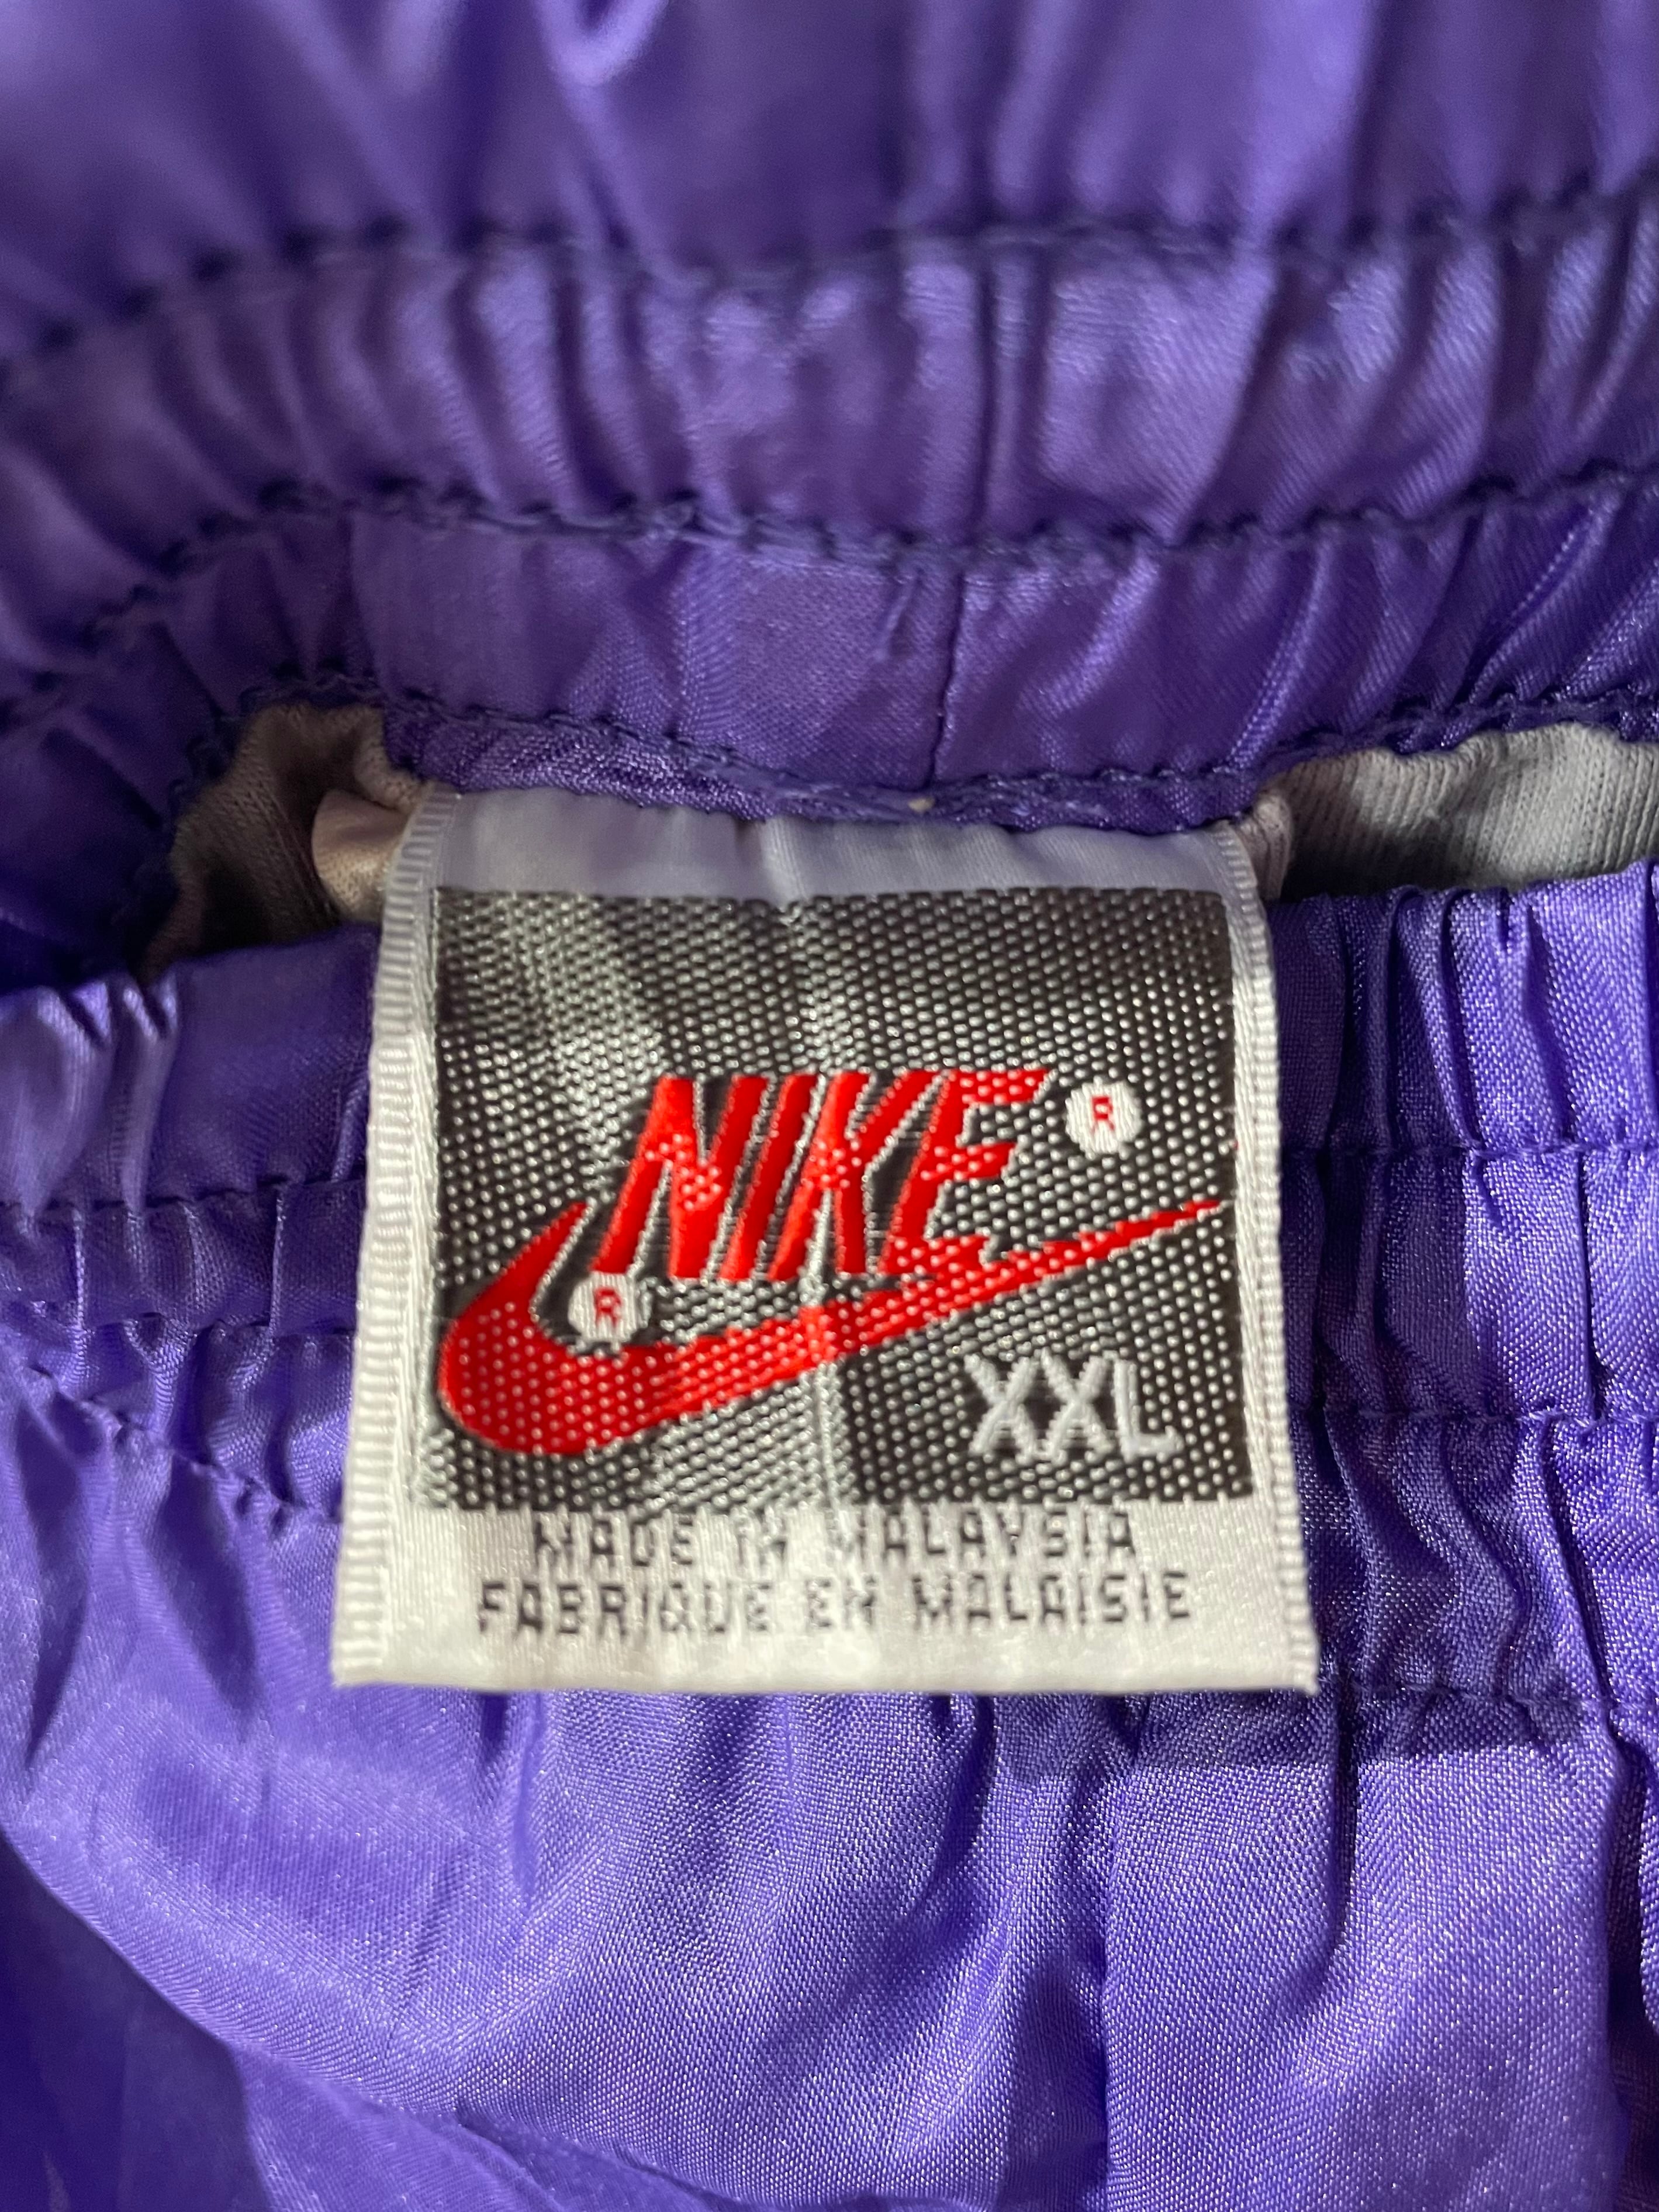 NIKE ®
®
XXL
MADE IN MALAYSIA
FABRIQUE EN MALAISIE